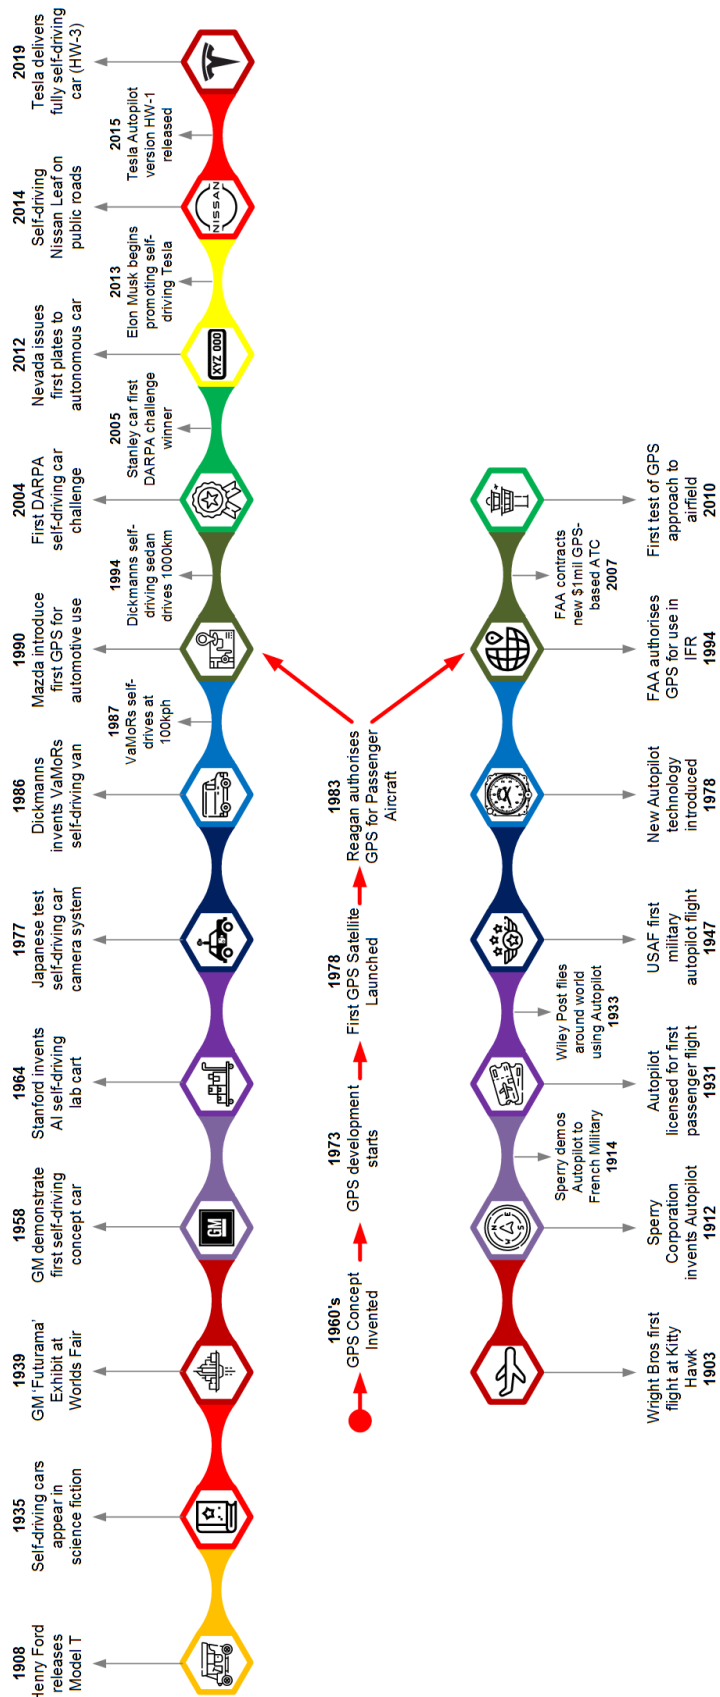 1908
Henry Ford
releases
Model T
1935
Self-driving cars
appear in
science fiction
1939
GM ‘Futurama’
Exhibit at
Worlds Fair
1958
GM demonstrate
first self-driving
concept car
1964
Stanford invents
AI self-driving
lab cart
1977
Japanese test
self-driving car
camera system
1986
Dickmanns
invents VaMoRs
self-driving van
1987
VaMoRs self-
drives at
100kph
1990
Mazda introduce
first GPS for
automotive use
1994
Dickmanns self-
driving sedan
drives 1000km
2004
First DARPA
self-driving car
challenge
2005
Stanley car first
DARPA challenge
winner
2012
Nevada issues
first plates to
autonomous car
2013
Elon Musk begins
promoting self-
driving Tesla
2014
Self-driving
Nissan Leaf on
public roads
2015
Tesla Autopilot
version HW-1
released
2019
Tesla delivers
fully self-driving
car (HW-3)
GM
XYZ 000
NISSAN
1960's
GPS Concept
Invented
1973
GPS development
starts
1978
First GPS Satellite
Launched
1983
Reagan authorises
GPS for Passenger
Aircraft
N
E
S
W
Wright Bros first
flight at Kitty
Hawk
1903
Sperry
Corporation
invents Autopilot
1912
Sperry demos
Autopilot to
French Military
1914
Autopilot
licensed for first
passenger flight
1931
Wiley Post flies
around world
using Autopilot
1933
USAF first
military
autopilot flight
1947
New Autopilot
technology
introduced
1978
FAA authorises
GPS for use in
IFR
1994
FAA contracts
new $1mil GPS-
based ATC
2007
First test of GPS
approach to
airfield
2010